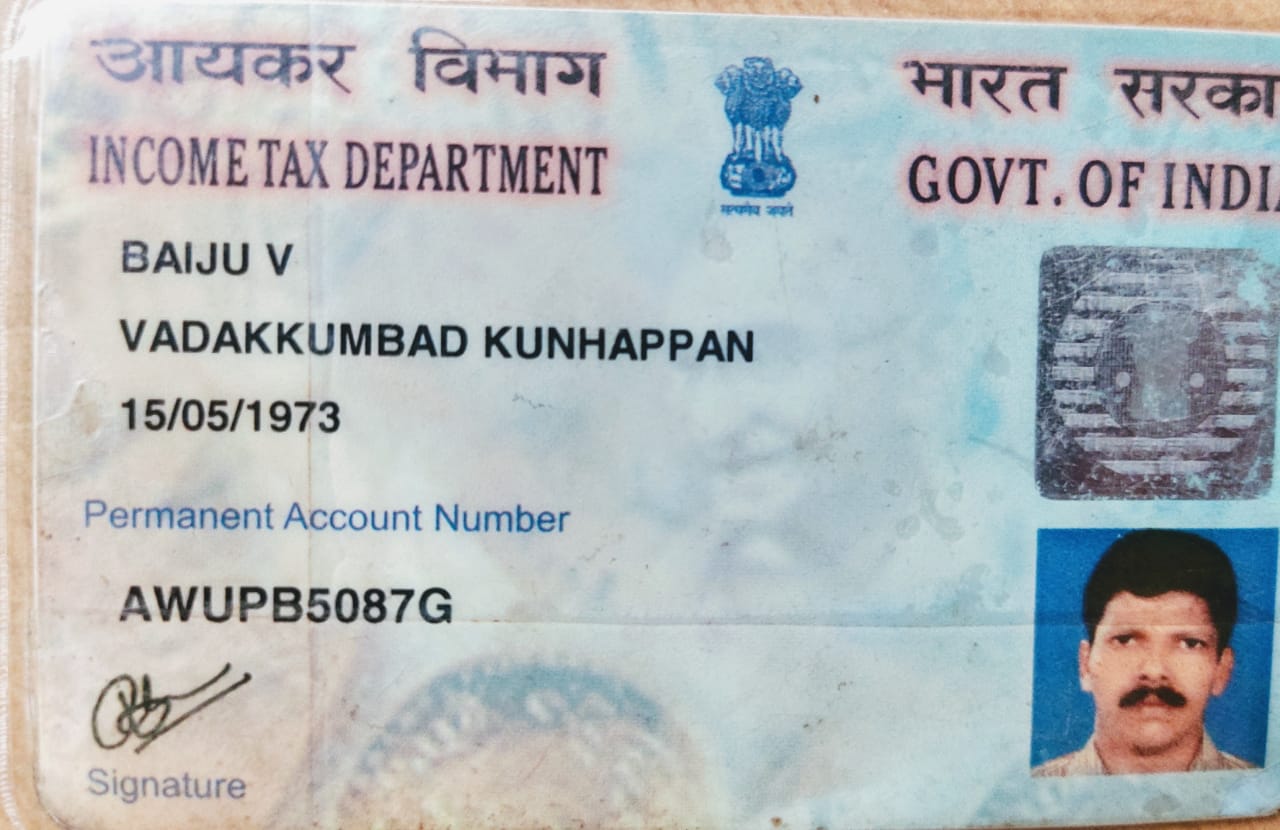 आयकर विभाग
INCOME TAX DEPARTMENT
भारत सरका
GOVT. OF INDIA
सत्यमेव जयते
BAIJU V
VADAKKUMBAD KUNHAPPAN
15/05/1973
Permanent Account Number
AWUPB5087G
Signature